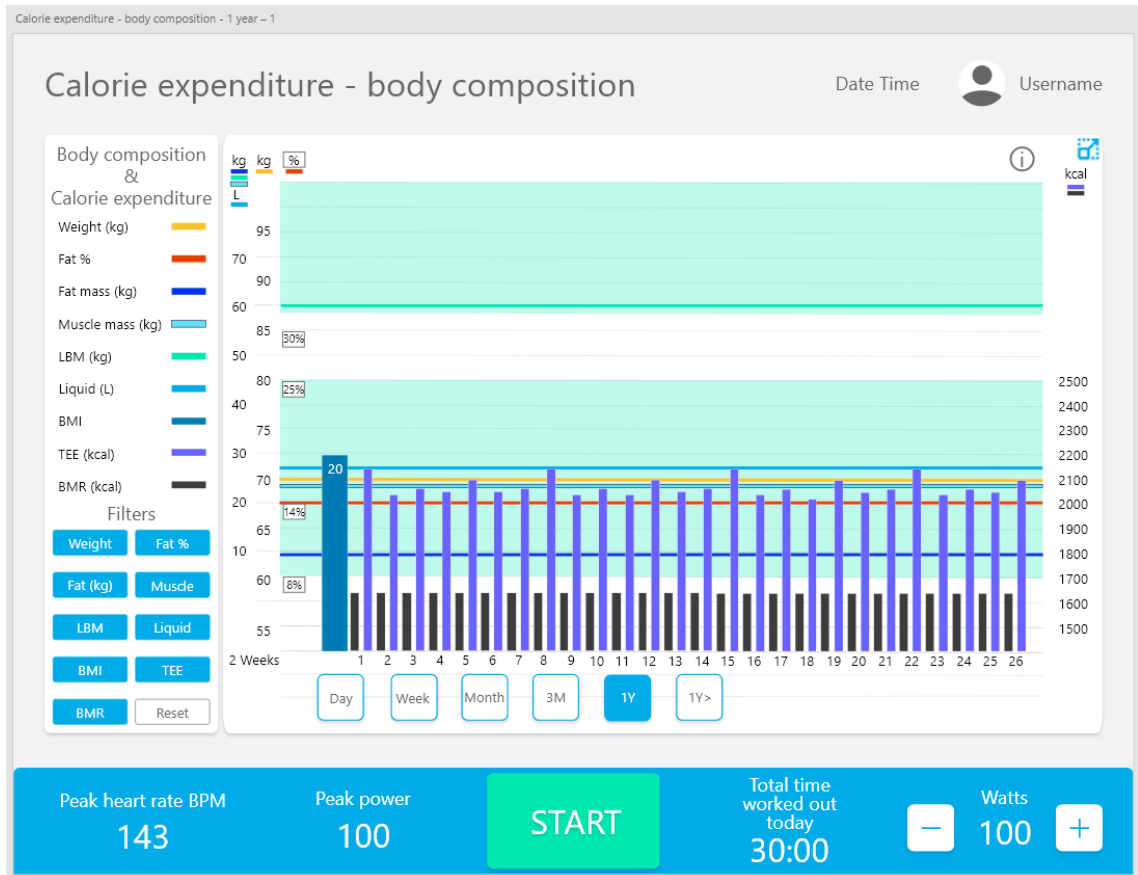 Calorie expenditure - body composition - 1 year – 1
Calorie expenditure - body composition
Date Time
Username
Body composition
&
Calorie expenditure
Weight (kg)
Fat %
Fat mass (kg)
Muscle mass (kg)
LBM (kg)
Liquid (L)
BMI
TEE (kcal)
BMR (kcal)
Filters
Weight Fat %
Fat (kg) Muscle
LBM Liquid
BMI TEE
BMR Reset
kg kg %
L
i
kcal
95
70
90
60
85
30%
50
80 25% 2500
40 2400
75 2300
30 2200
20
70 2100
20 14% 2000
65 1900
10 1800
60 8% 1700
1600
55 1500
2 Weeks 1 2 3 4 5 6 7 8 9 10 11 12 13 14 15 16 17 18 19 20 21 22 23 24 25 26
Day Week Month 3M 1Y 1Y>
Peak heart rate BPM
143
Peak power
100
START
Total time
worked out
today
30:00
Watts
− 100 +